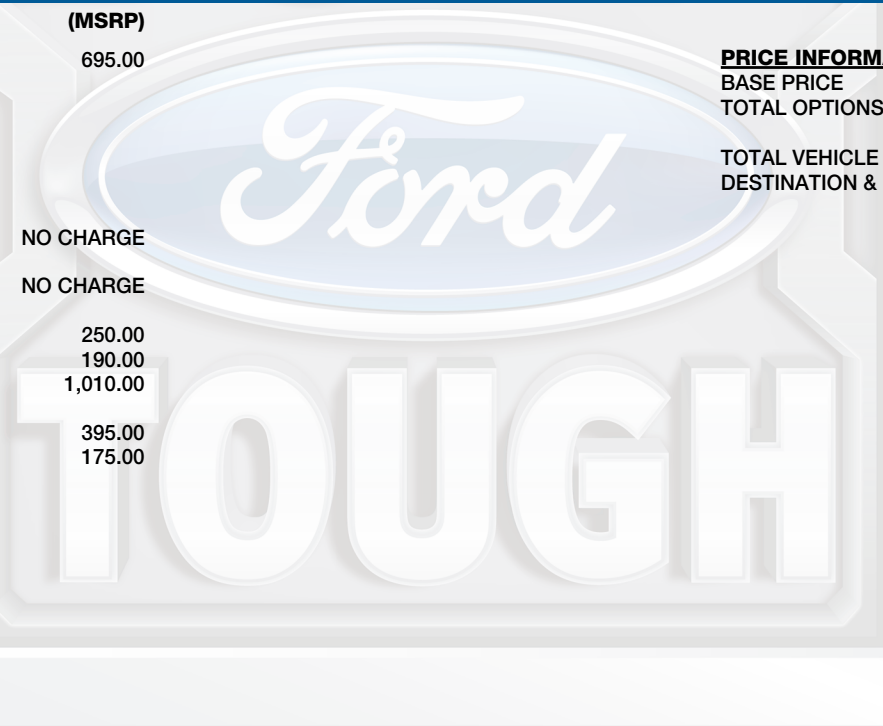 (MSRP)
695.00
NO CHARGE
NO CHARGE
250.00
190.00
1,010.00
395.00
175.00
PRICE INFORM
BASE PRICE
TOTAL OPTIONS
TOTAL VEHICLE
DESTINATION &
Ford
TOUGH